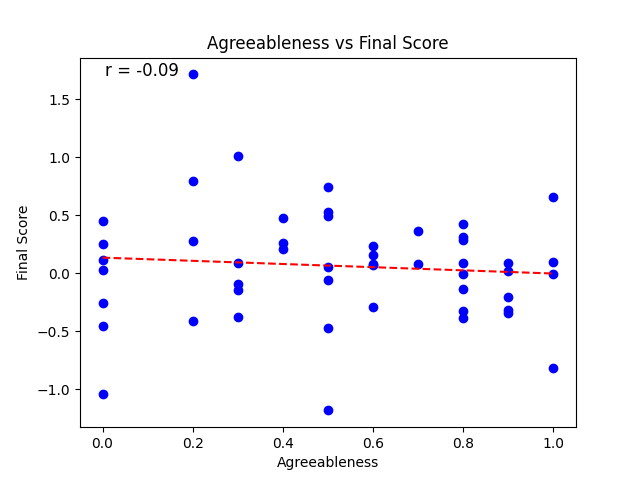 Agreeableness vs Final Score
r = -0.09
1.5
1.0
0.5
0.0
−0.5
−1.0
Final Score
0.0 0.2 0.4 0.6 0.8 1.0
Agreeableness